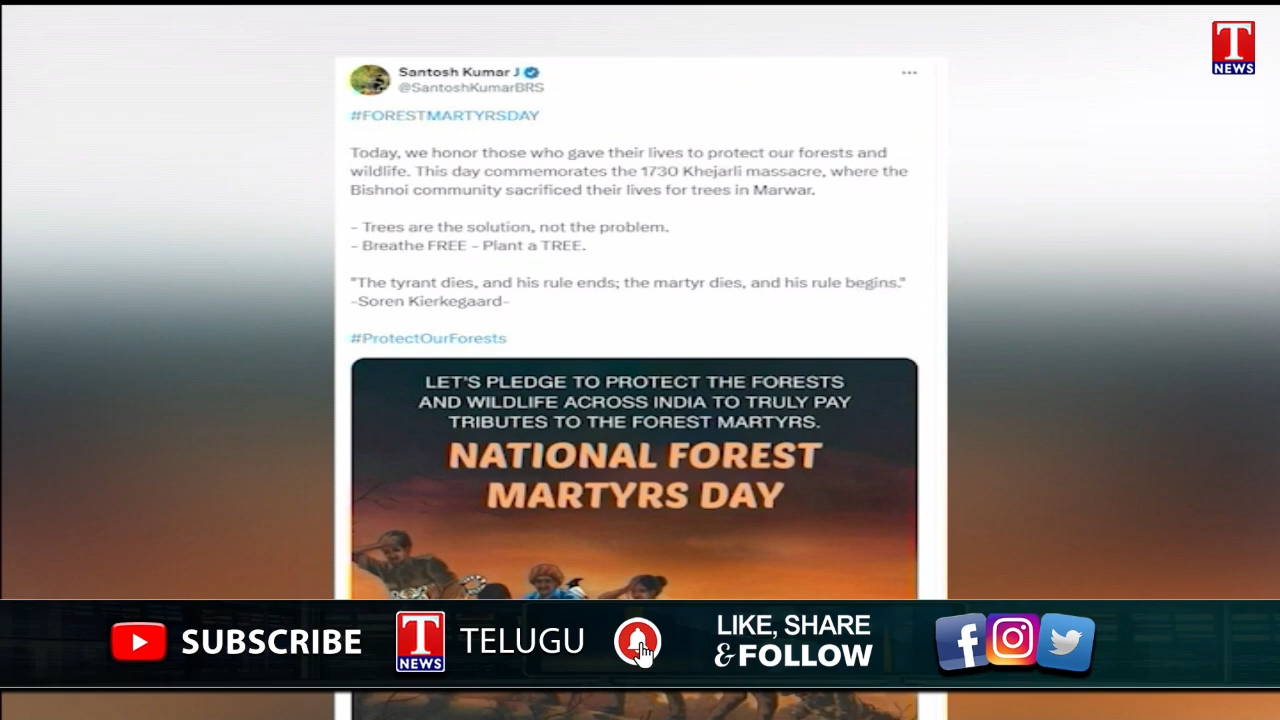 T
NEWS
Santosh Kumar J
@SantoshKumarBRS
#FORESTMARTYRSDAY
Today, we honor those who gave their lives to protect our forests and
wildlife. This day commemorates the 1730 Khejarli massacre, where the
Bishnoi community sacrificed their lives for trees in Marwar.
- Trees are the solution, not the problem.
- Breathe FREE - Plant a TREE.
"The tyrant dies, and his rule ends; the martyr dies, and his rule begins."
-Soren Kierkegaard-
#ProtectOurForests
LET'S PLEDGE TO PROTECT THE FORESTS
AND WILDLIFE ACROSS INDIA TO TRULY PAY
TRIBUTES TO THE FOREST MARTYRS.
NATIONAL FOREST
MARTYRS DAY
SUBSCRIBE
T
NEWS
TELUGU
LIKE, SHARE
& FOLLOW